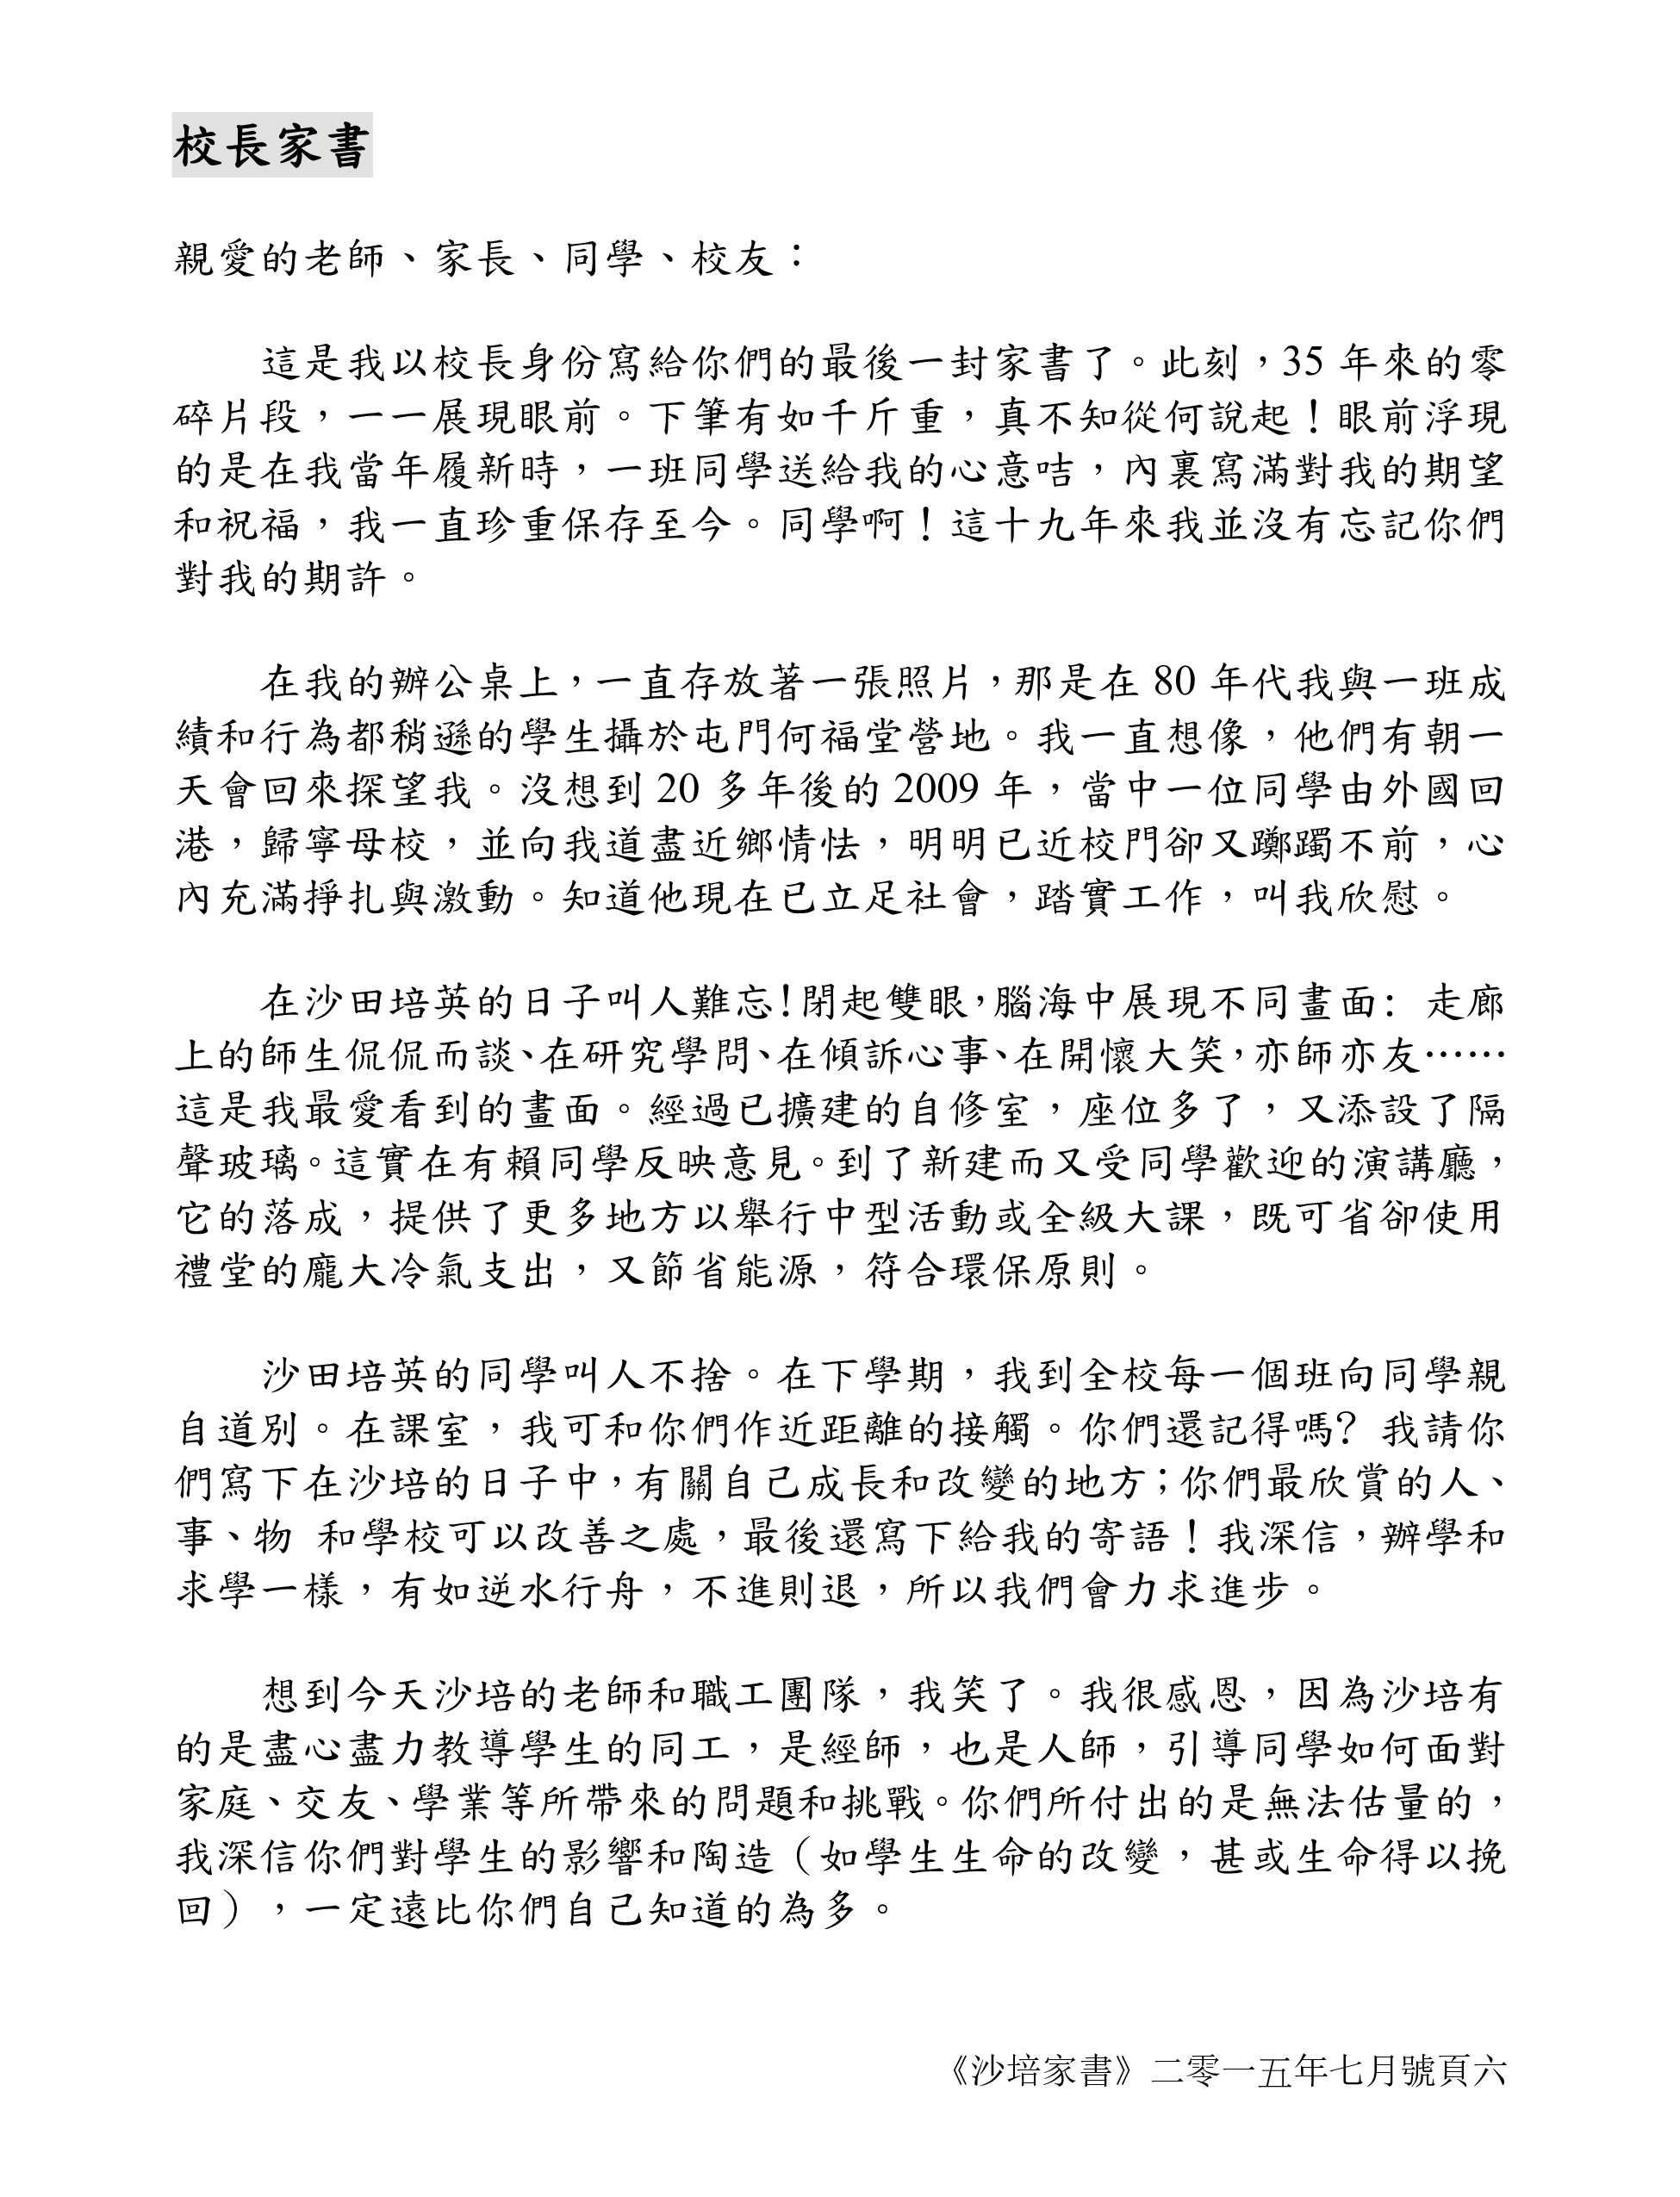 校長家書
親愛的老師、家長、同學、校友：
這是我以校長身份寫給你們的最後一封家書了。此刻，35 年來的零
碎片段，一一展現眼前。下筆有如千斤重，真不知從何說起！眼前浮現
的是在我當年履新時，一班同學送給我的心意咭，內裏寫滿對我的期望
和祝福，我一直珍重保存至今。同學啊！這十九年來我並沒有忘記你們
對我的期許。
在我的辦公桌上，一直存放著一張照片，那是在 80 年代我與一班成
績和行為都稍遜的學生攝於屯門何福堂營地。我一直想像，他們有朝一
天會回來探望我。沒想到 20 多年後的 2009 年，當中一位同學由外國回
港，歸寧母校，並向我道盡近鄉情怯，明明已近校門卻又躑躅不前，心
內充滿掙扎與激動。知道他現在已立足社會，踏實工作，叫我欣慰。
在沙田培英的日子叫人難忘！閉起雙眼，腦海中展現不同畫面: 走廊
上的師生侃侃而談、在研究學問、在傾訴心事、在開懷大笑，亦師亦友……
這是我最愛看到的畫面。經過已擴建的自修室，座位多了，又添設了隔
聲玻璃。這實在有賴同學反映意見。到了新建而又受同學歡迎的演講廳，
它的落成，提供了更多地方以舉行中型活動或全級大課，既可省卻使用
禮堂的龐大冷氣支出，又節省能源，符合環保原則。
沙田培英的同學叫人不捨。在下學期，我到全校每一個班向同學親
自道別。在課室，我可和你們作近距離的接觸。你們還記得嗎? 我請你
們寫下在沙培的日子中，有關自己成長和改變的地方；你們最欣賞的人、
事、物 和學校可以改善之處，最後還寫下給我的寄語！我深信，辦學和
求學一樣，有如逆水行舟，不進則退，所以我們會力求進步。
想到今天沙培的老師和職工團隊，我笑了。我很感恩，因為沙培有
的是盡心盡力教導學生的同工，是經師，也是人師，引導同學如何面對
家庭、交友、學業等所帶來的問題和挑戰。你們所付出的是無法估量的，
我深信你們對學生的影響和陶造（如學生生命的改變，甚或生命得以挽
回），一定遠比你們自己知道的為多。
《沙培家書》二零一五年七月號頁六